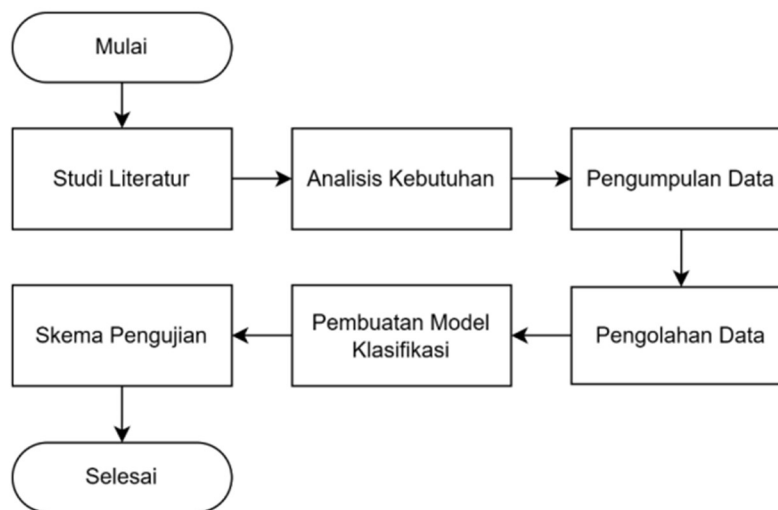 Mulai
Studi Literatur
Analisis Kebutuhan
Pengumpulan Data
Pengolahan Data
Pembuatan Model
Klasifikasi
Skema Pengujian
Selesai